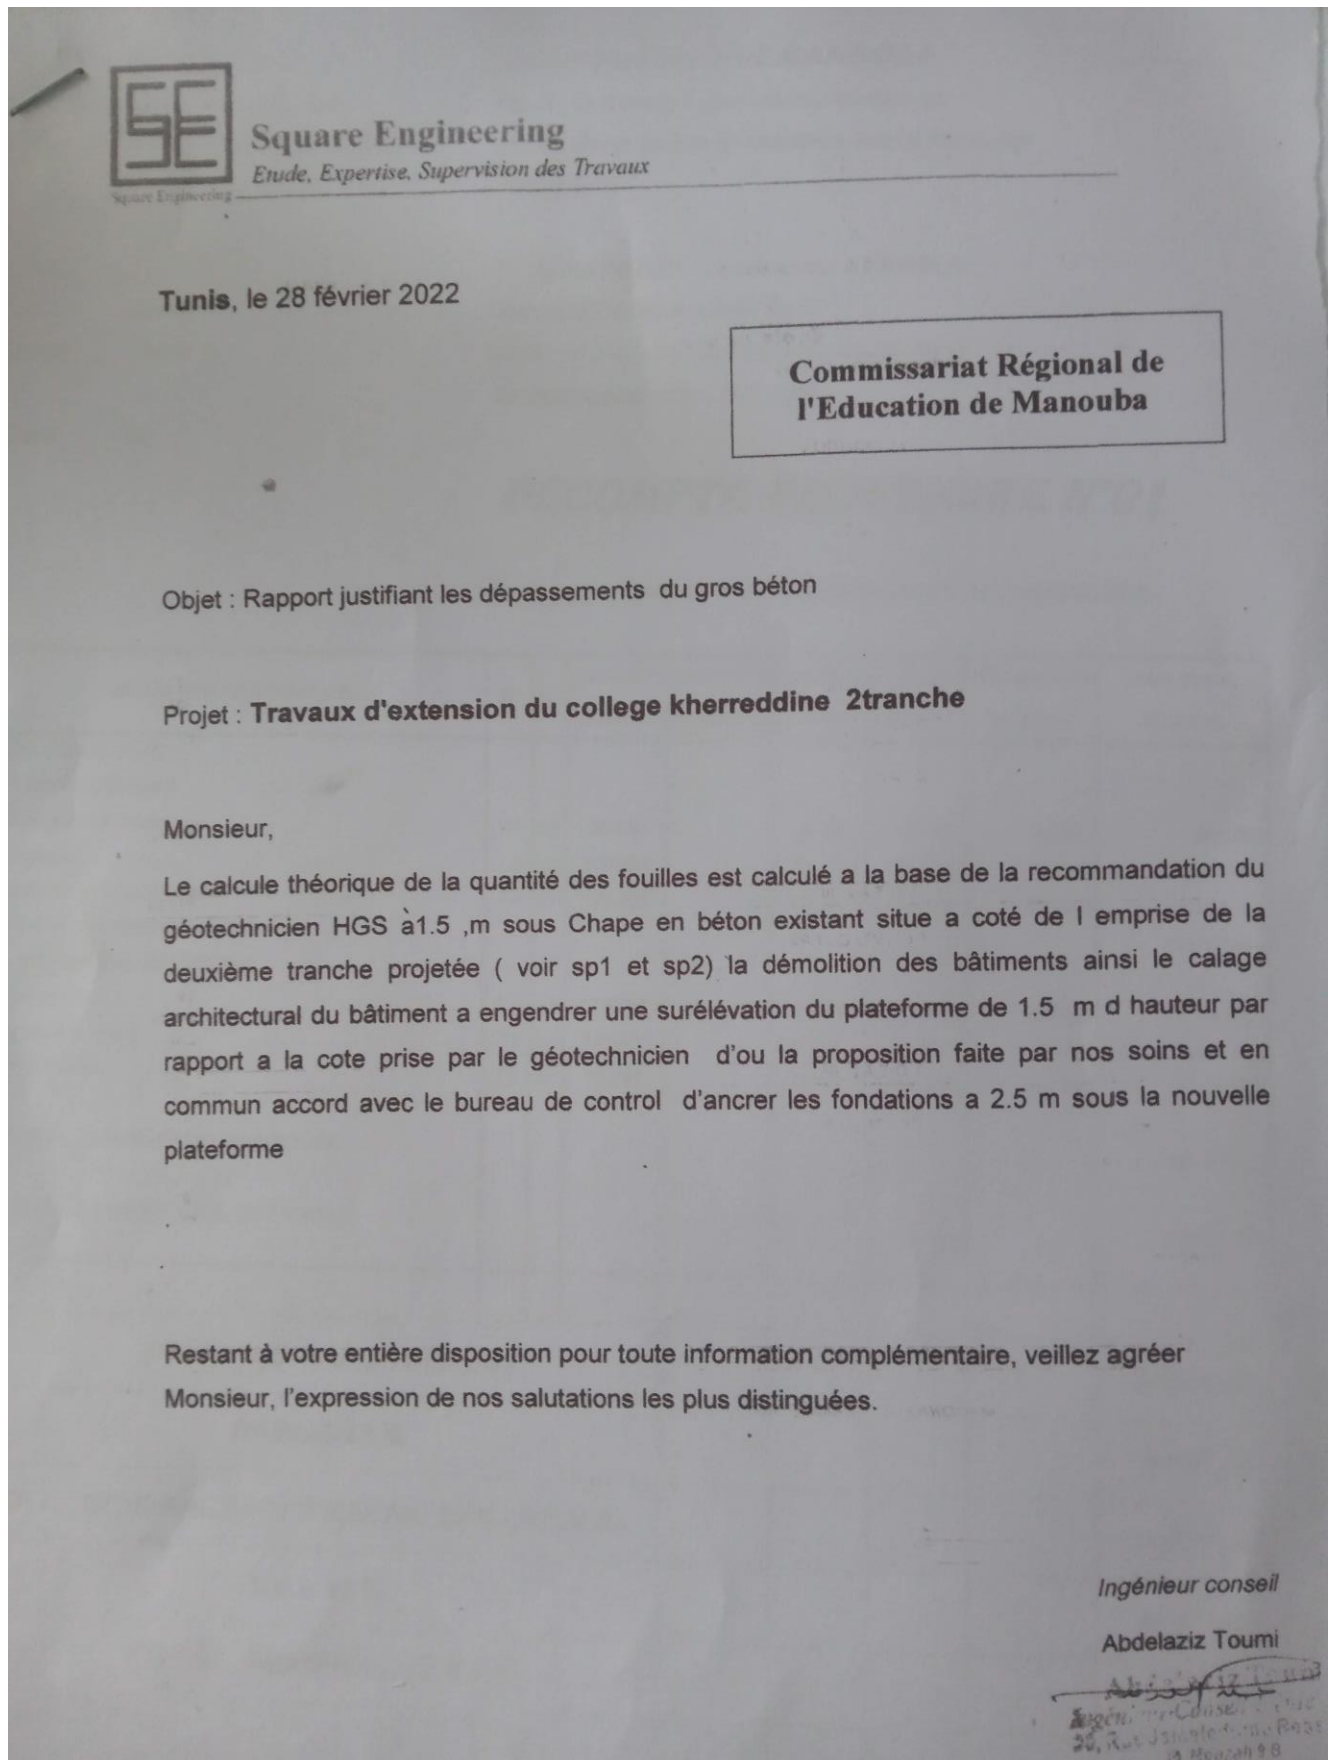 SE
Square Engineering
Etude, Expertise, Supervision des Travaux
Square Engineering
Tunis, le 28 février 2022
Commissariat Régional de
l'Education de Manouba
Objet : Rapport justifiant les dépassements du gros béton
Projet : Travaux d'extension du college kherreddine 2tranche
Monsieur,
Le calcule théorique de la quantité des fouilles est calculé a la base de la recommandation du
géotechnicien HGS à1.5 ,m sous Chape en béton existant situe a coté de l emprise de la
deuxième tranche projetée ( voir sp1 et sp2) la démolition des bâtiments ainsi le calage
architectural du bâtiment a engendrer une surélévation du plateforme de 1.5 m d hauteur par
rapport a la cote prise par le géotechnicien d'ou la proposition faite par nos soins et en
commun accord avec le bureau de control d'ancrer les fondations a 2.5 m sous la nouvelle
plateforme
Restant à votre entière disposition pour toute information complémentaire, veillez agréer
Monsieur, l'expression de nos salutations les plus distinguées.
Ingénieur conseil
Abdelaziz Toumi